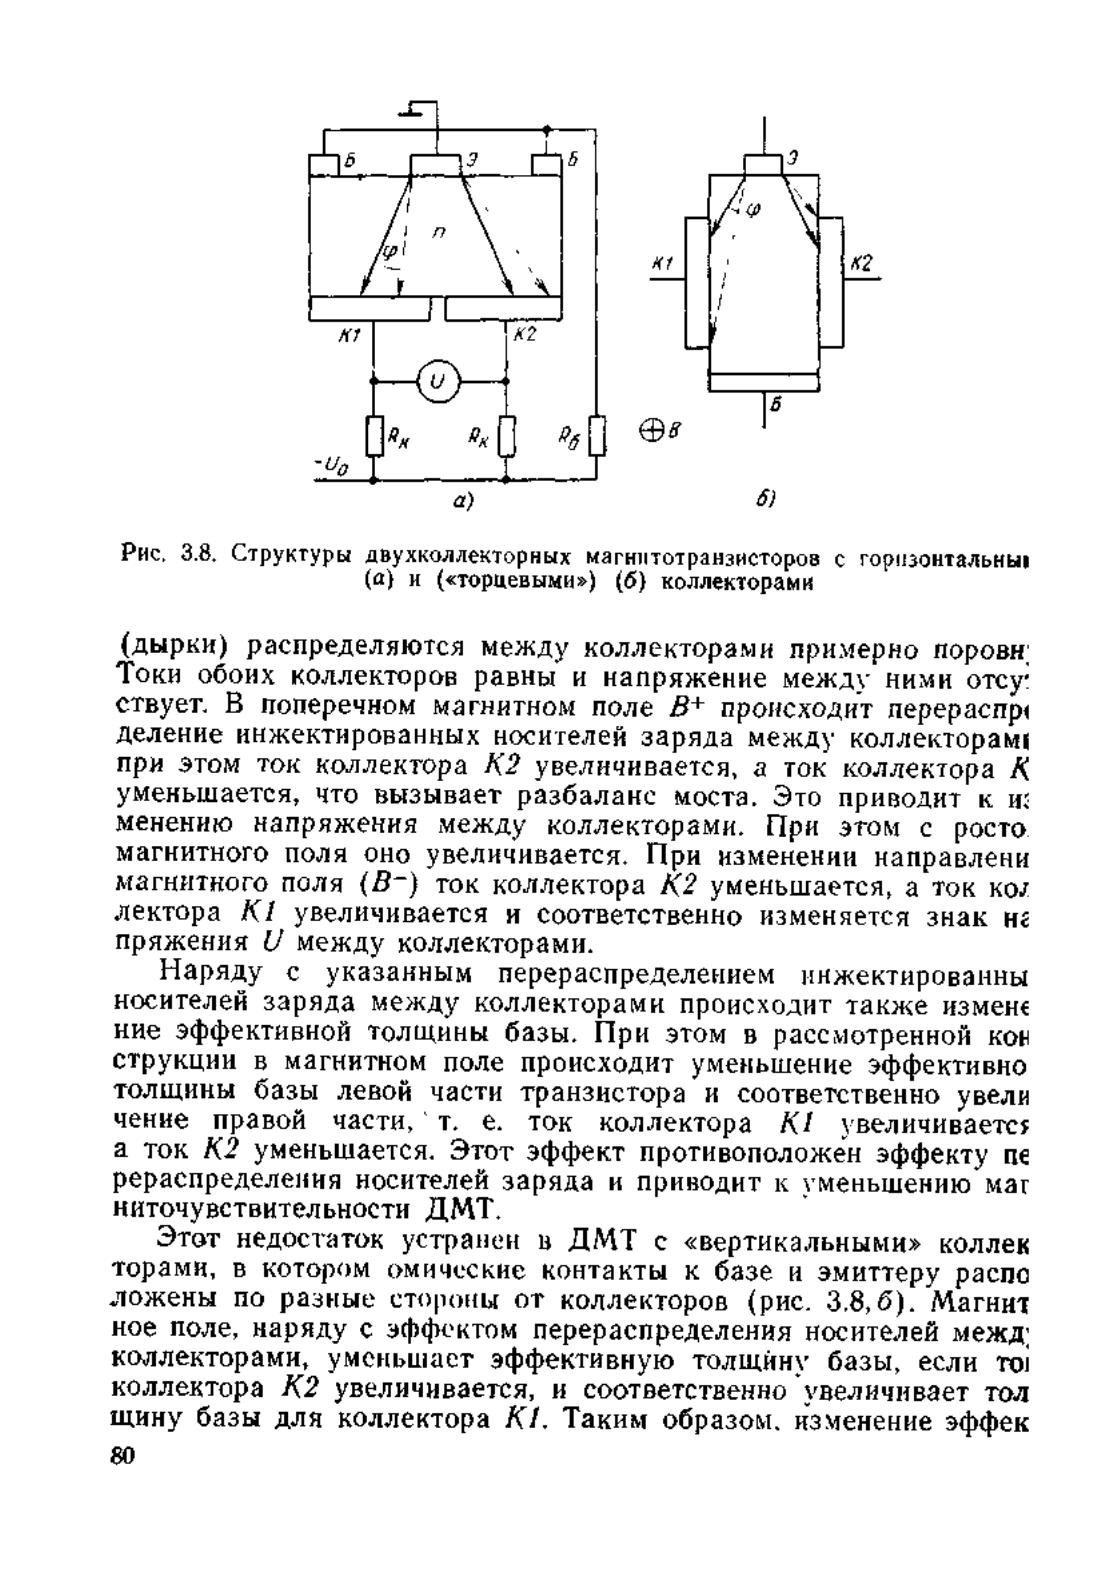 Б Э Б
n
φ
К1 К2
U
Rк Rк Rб
-U₀
а)
Э
φ
К1 К2
Б
⊕B
б)
Рис. 3.8. Структуры двухколлекторных магнитотранзисторов с горизонтальны
(а) и («торцевыми») (б) коллекторами
(дырки) распределяются между коллекторами примерно поровн
Токи обоих коллекторов равны и напряжение между ними отсу
ствует. В поперечном магнитном поле B+ происходит перераспр
деление инжектированных носителей заряда между коллекторам
при этом ток коллектора К2 увеличивается, а ток коллектора К
уменьшается, что вызывает разбаланс моста. Это приводит к из
менению напряжения между коллекторами. При этом с росто
магнитного поля оно увеличивается. При изменении направлени
магнитного поля (B−) ток коллектора К2 уменьшается, а ток кол
лектора К1 увеличивается и соответственно изменяется знак на
пряжения U между коллекторами.
Наряду с указанным перераспределением инжектированны
носителей заряда между коллекторами происходит также измене
ние эффективной толщины базы. При этом в рассмотренной кон
струкции в магнитном поле происходит уменьшение эффективно
толщины базы левой части транзистора и соответственно увели
чение правой части, т. е. ток коллектора К1 увеличивается
а ток К2 уменьшается. Этот эффект противоположен эффекту пе
рераспределения носителей заряда и приводит к уменьшению маг
ниточувствительности ДМТ.
Этот недостаток устранен в ДМТ с «вертикальными» коллек
торами, в котором омические контакты к базе и эмиттеру распо
ложены по разные стороны от коллекторов (рис. 3.8, б). Магнит
ное поле, наряду с эффектом перераспределения носителей межд
коллекторами, уменьшает эффективную толщину базы, если то
коллектора К2 увеличивается, и соответственно увеличивает тол
щину базы для коллектора К1. Таким образом. изменение эффек
80